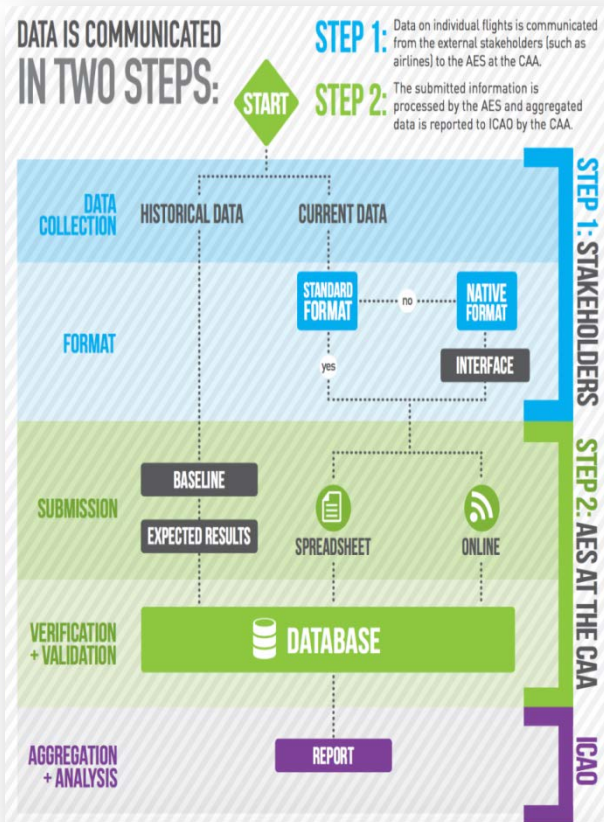 DATA IS COMMUNICATED
IN TWO STEPS:
START
STEP 1:
Data on individual flights is communicated
from the external stakeholders (such as
airlines) to the AES at the CAA.
STEP 2:
The submitted information is
processed by the AES and aggregated
data is reported to ICAO by the CAA.
DATA
COLLECTION
HISTORICAL DATA
CURRENT DATA
FORMAT
STANDARD
FORMAT
no
NATIVE
FORMAT
yes
INTERFACE
STEP 1: STAKEHOLDERS
SUBMISSION
BASELINE
EXPECTED RESULTS
SPREADSHEET
ONLINE
VERIFICATION
+ VALIDATION
DATABASE
STEP 2: AES AT THE CAA
AGGREGATION
+ ANALYSIS
REPORT
ICAO